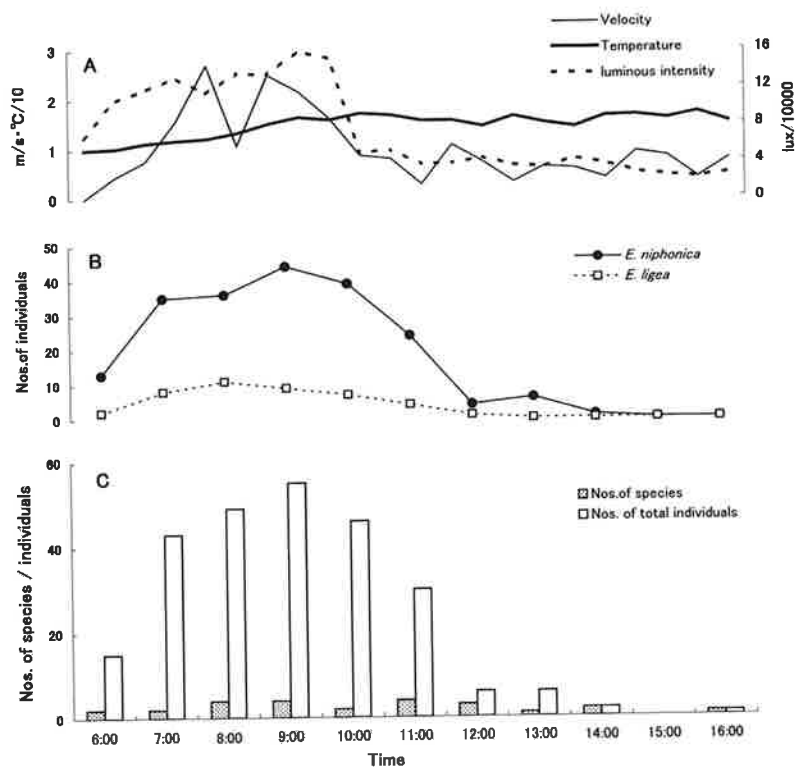 A
Velocity
Temperature
luminous intensity
3
2
1
0
m/s·°C/10
16
12
8
4
0
lux/10000
B
E. niphonica
E. ligea
50
40
30
20
10
0
Nos.of individuals
C
Nos.of species
Nos. of total individuals
60
40
20
0
Nos. of species / individuals
6:00 7:00 8:00 9:00 10:00 11:00 12:00 13:00 14:00 15:00 16:00
Time